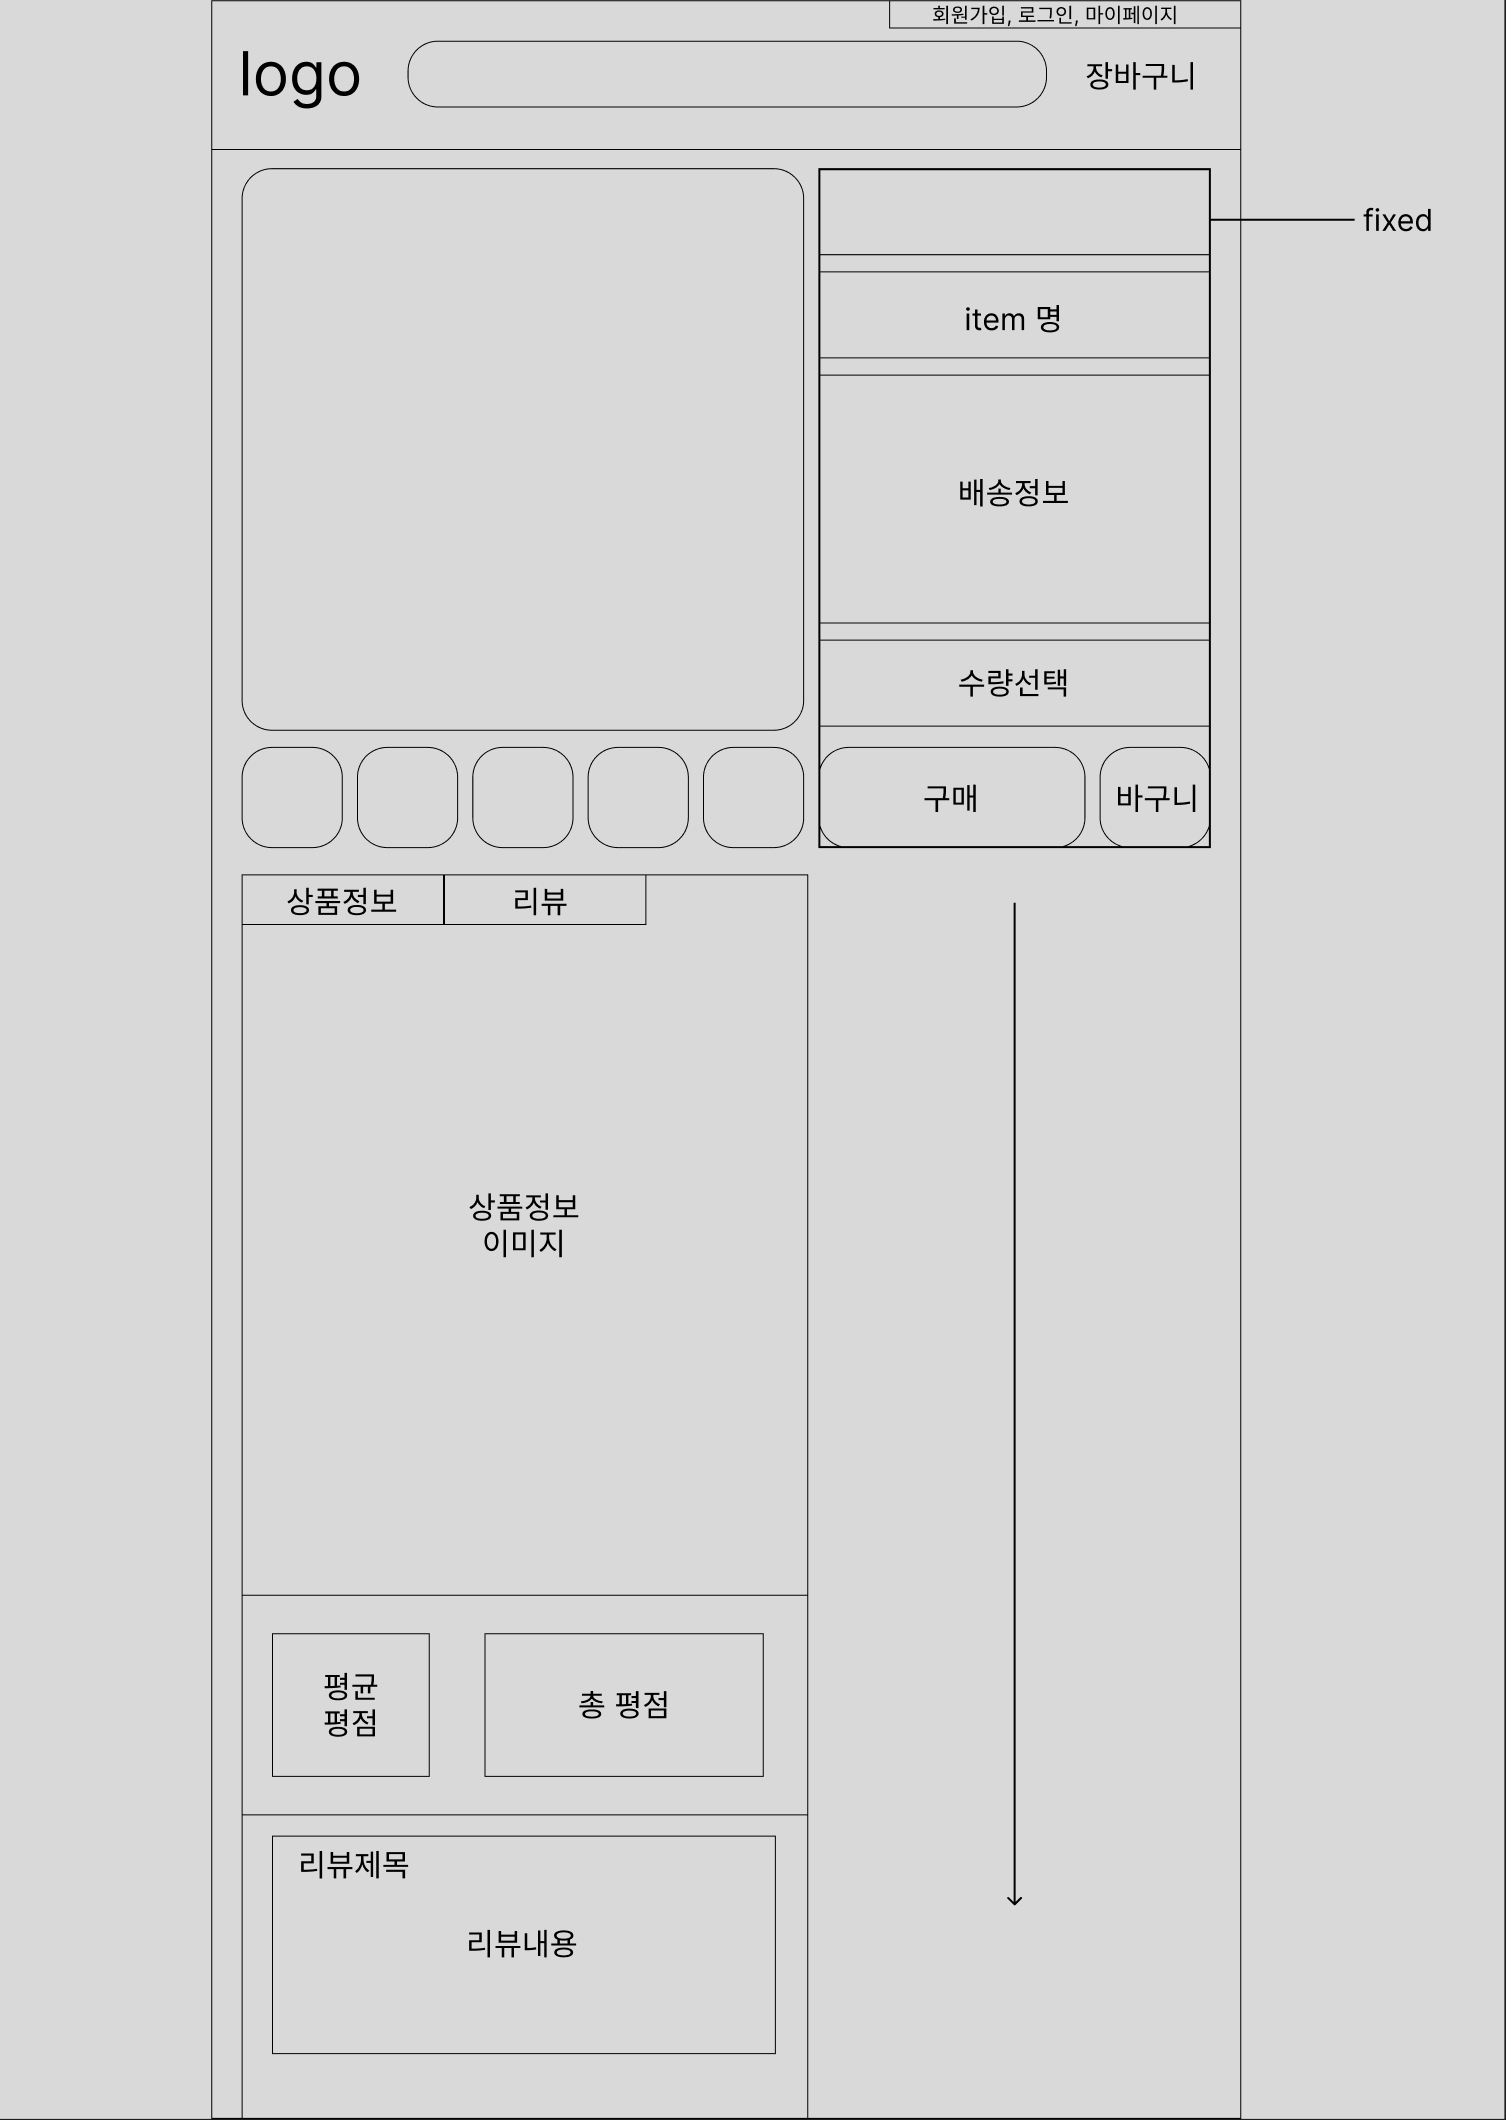 회원가입, 로그인, 마이페이지
logo
장바구니
fixed
item 명
배송정보
수량선택
구매
바구니
상품정보
리뷰
상품정보
이미지
평균
평점
총 평점
리뷰제목
리뷰내용